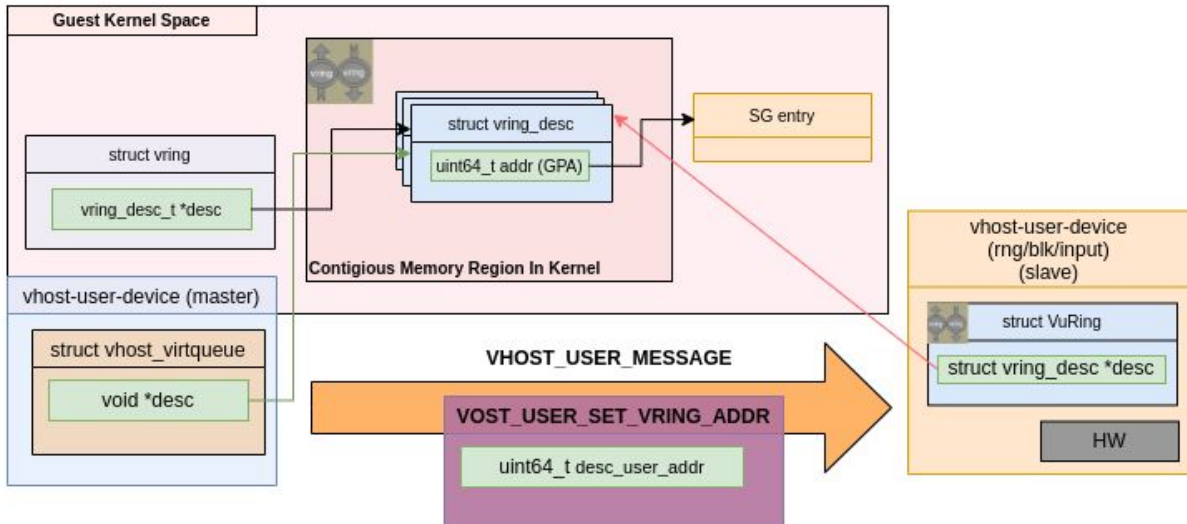 Guest Kernel Space
vring
vring
struct vring_desc
uint64_t addr (GPA)
SG entry
struct vring
vring_desc_t *desc
Contigious Memory Region In Kernel
vhost-user-device (master)
struct vhost_virtqueue
void *desc
VHOST_USER_MESSAGE
VOST_USER_SET_VRING_ADDR
uint64_t desc_user_addr
vhost-user-device
(rng/blk/input)
(slave)
struct VuRing
struct vring_desc *desc
HW